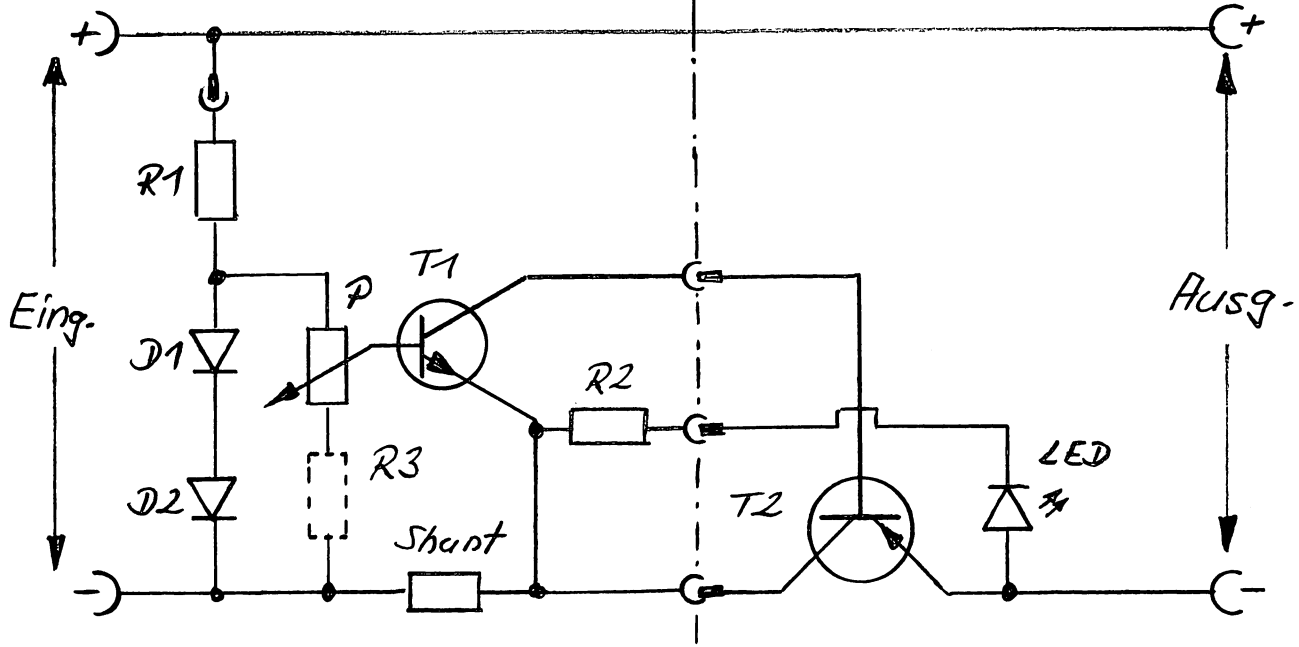 + +
R1
T1
P
Eing. Ausg.
D1
R2
R3
LED
D2
T2
Shunt
- -